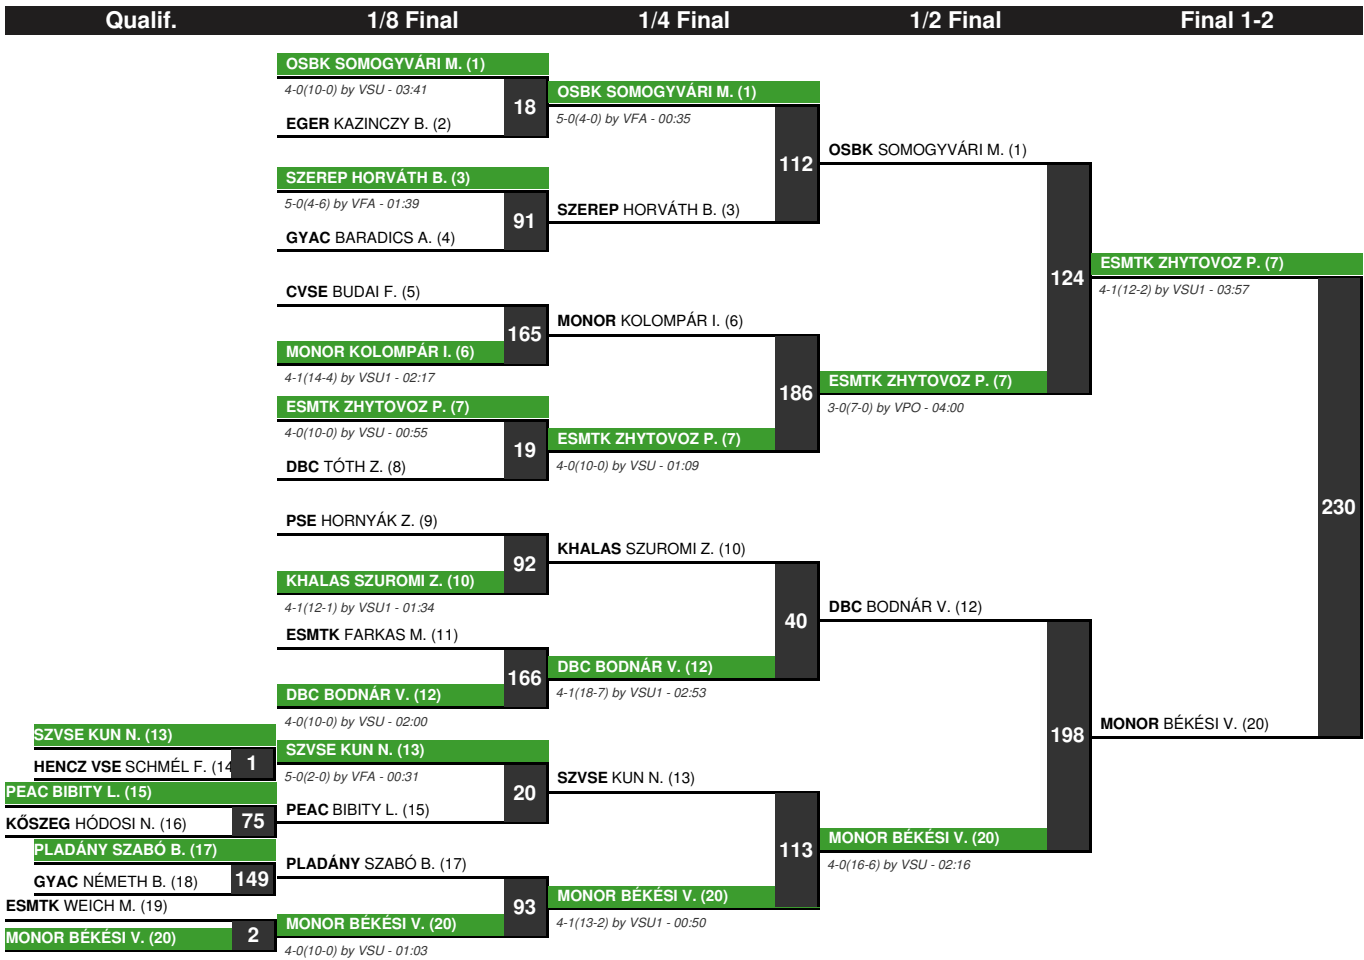 Qualif. 1/8 Final 1/4 Final 1/2 Final Final 1-2
OSBK SOMOGYVÁRI M. (1)
4-0(10-0) by VSU - 03:41
18
EGER KAZINCZY B. (2)
SZEREP HORVÁTH B. (3)
5-0(4-6) by VFA - 01:39
91
GYAC BARADICS A. (4)
CVSE BUDAI F. (5)
165
MONOR KOLOMPÁR I. (6)
4-1(14-4) by VSU1 - 02:17
ESMTK ZHYTOVOZ P. (7)
4-0(10-0) by VSU - 00:55
19
DBC TÓTH Z. (8)
PSE HORNYÁK Z. (9)
92
KHALAS SZUROMI Z. (10)
4-1(12-1) by VSU1 - 01:34
ESMTK FARKAS M. (11)
166
DBC BODNÁR V. (12)
4-0(10-0) by VSU - 02:00
SZVSE KUN N. (13)
HENCZ VSE SCHMÉL F. (14
1
PEAC BIBITY L. (15)
KŐSZEG HÓDOSI N. (16)
75
PLADÁNY SZABÓ B. (17)
GYAC NÉMETH B. (18)
149
ESMTK WEICH M. (19)
MONOR BÉKÉSI V. (20)
2
SZVSE KUN N. (13)
5-0(2-0) by VFA - 00:31
20
PEAC BIBITY L. (15)
PLADÁNY SZABÓ B. (17)
93
MONOR BÉKÉSI V. (20)
4-0(10-0) by VSU - 01:03
OSBK SOMOGYVÁRI M. (1)
5-0(4-0) by VFA - 00:35
112
SZEREP HORVÁTH B. (3)
MONOR KOLOMPÁR I. (6)
186
ESMTK ZHYTOVOZ P. (7)
4-0(10-0) by VSU - 01:09
KHALAS SZUROMI Z. (10)
40
DBC BODNÁR V. (12)
4-1(18-7) by VSU1 - 02:53
SZVSE KUN N. (13)
113
MONOR BÉKÉSI V. (20)
4-1(13-2) by VSU1 - 00:50
OSBK SOMOGYVÁRI M. (1)
124
ESMTK ZHYTOVOZ P. (7)
3-0(7-0) by VPO - 04:00
DBC BODNÁR V. (12)
198
MONOR BÉKÉSI V. (20)
4-0(16-6) by VSU - 02:16
ESMTK ZHYTOVOZ P. (7)
4-1(12-2) by VSU1 - 03:57
230
MONOR BÉKÉSI V. (20)